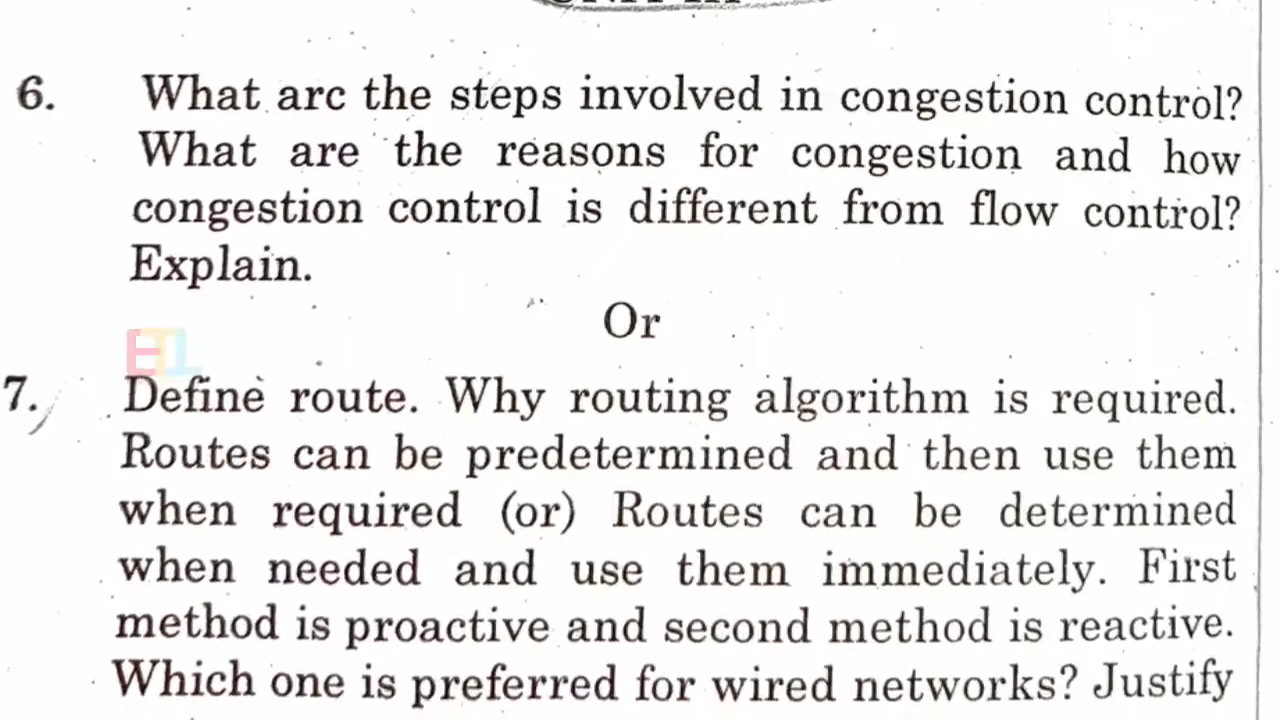 6. What arc the steps involved in congestion control?
What are the reasons for congestion and how
congestion control is different from flow control?
Explain.
Or
ETL
7. Define route. Why routing algorithm is required.
Routes can be predetermined and then use them
when required (or) Routes can be determined
when needed and use them immediately. First
method is proactive and second method is reactive.
Which one is preferred for wired networks? Justify